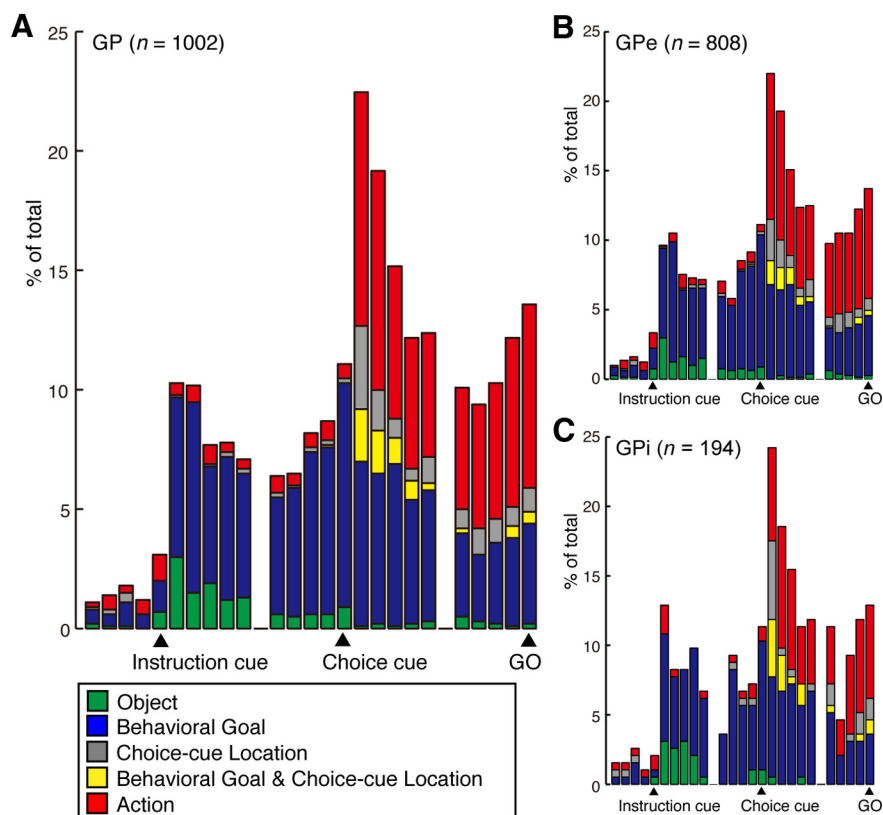 A
GP (n = 1002)
% of total
25
20
15
10
5
0
Instruction cue
Choice cue
GO
Object
Behavioral Goal
Choice-cue Location
Behavioral Goal & Choice-cue Location
Action
B
GPe (n = 808)
% of total
25
20
15
10
5
0
Instruction cue
Choice cue
GO
C
GPi (n = 194)
% of total
25
20
15
10
5
0
Instruction cue
Choice cue
GO